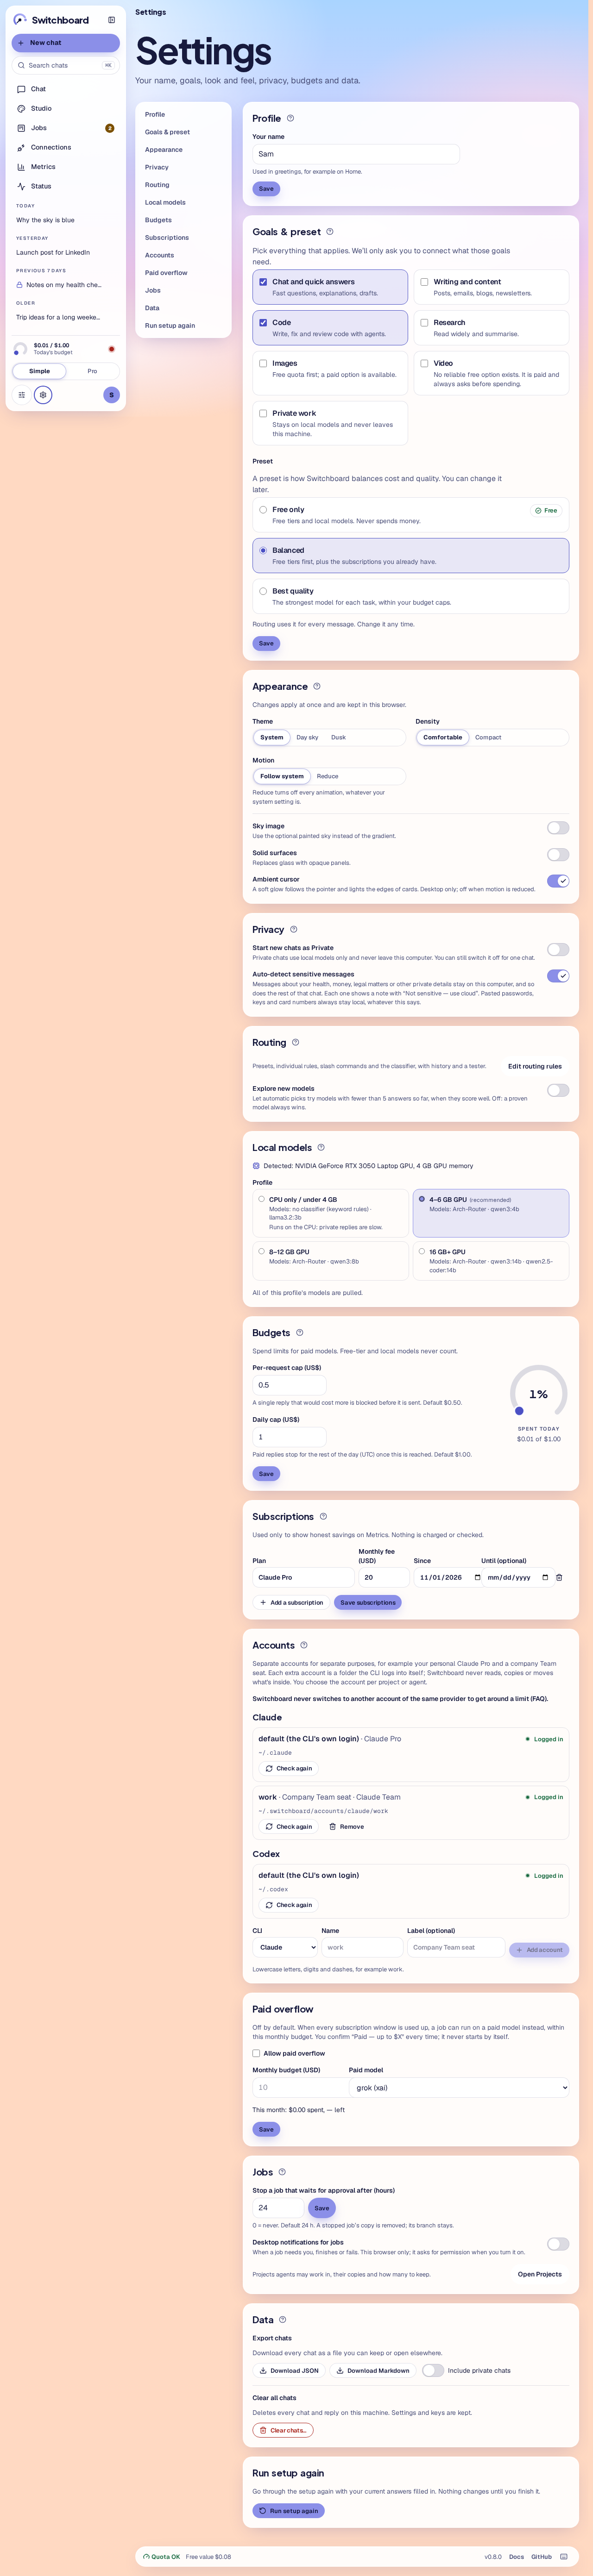 Switchboard
New chat
Search chats
⌘K
Chat
Studio
Jobs
2
Connections
Metrics
Status
TODAY
Why the sky is blue
YESTERDAY
Launch post for LinkedIn
PREVIOUS 7 DAYS
Notes on my health che...
OLDER
Trip ideas for a long weeke...
$0.01 / $1.00
Today's budget
Simple
Pro
S
Settings
Settings
Your name, goals, look and feel, privacy, budgets and data.
Profile
Goals & preset
Appearance
Privacy
Routing
Local models
Budgets
Subscriptions
Accounts
Paid overflow
Jobs
Data
Run setup again
Profile
Your name
Sam
Used in greetings, for example on Home.
Save
Goals & preset
Pick everything that applies. We'll only ask you to connect what those goals
need.
Chat and quick answers
Fast questions, explanations, drafts.
Writing and content
Posts, emails, blogs, newsletters.
Code
Write, fix and review code with agents.
Research
Read widely and summarise.
Images
Free quota first; a paid option is available.
Video
No reliable free option exists. It is paid and
always asks before spending.
Private work
Stays on local models and never leaves
this machine.
Preset
A preset is how Switchboard balances cost and quality. You can change it
later.
Free only
Free tiers and local models. Never spends money.
Free
Balanced
Free tiers first, plus the subscriptions you already have.
Best quality
The strongest model for each task, within your budget caps.
Routing uses it for every message. Change it any time.
Save
Appearance
Changes apply at once and are kept in this browser.
Theme
System
Day sky
Dusk
Density
Comfortable
Compact
Motion
Follow system
Reduce
Reduce turns off every animation, whatever your
system setting is.
Sky image
Use the optional painted sky instead of the gradient.
Solid surfaces
Replaces glass with opaque panels.
Ambient cursor
A soft glow follows the pointer and lights the edges of cards. Desktop only; off when motion is reduced.
Privacy
Start new chats as Private
Private chats use local models only and never leave this computer. You can still switch it off for one chat.
Auto-detect sensitive messages
Messages about your health, money, legal matters or other private details stay on this computer, and so
does the rest of that chat. Each one shows a note with "Not sensitive — use cloud". Pasted passwords,
keys and card numbers always stay local, whatever this says.
Routing
Presets, individual rules, slash commands and the classifier, with history and a tester.
Edit routing rules
Explore new models
Let automatic picks try models with fewer than 5 answers so far, when they score well. Off: a proven
model always wins.
Local models
Detected: NVIDIA GeForce RTX 3050 Laptop GPU, 4 GB GPU memory
Profile
CPU only / under 4 GB
Models: no classifier (keyword rules) ·
llama3.2:3b
Runs on the CPU: private replies are slow.
4–6 GB GPU (recommended)
Models: Arch-Router · qwen3:4b
8–12 GB GPU
Models: Arch-Router · qwen3:8b
16 GB+ GPU
Models: Arch-Router · qwen3:14b · qwen2.5-
coder:14b
All of this profile's models are pulled.
Budgets
Spend limits for paid models. Free-tier and local models never count.
Per-request cap (US$)
0.5
A single reply that would cost more is blocked before it is sent. Default $0.50.
Daily cap (US$)
1
Paid replies stop for the rest of the day (UTC) once this is reached. Default $1.00.
1%
SPENT TODAY
$0.01 of $1.00
Save
Subscriptions
Used only to show honest savings on Metrics. Nothing is charged or checked.
Plan
Monthly fee
(USD)
Since
Until (optional)
Claude Pro
20
11/01/2026
mm/dd/yyyy
Add a subscription
Save subscriptions
Accounts
Separate accounts for separate purposes, for example your personal Claude Pro and a company Team
seat. Each extra account is a folder the CLI logs into itself; Switchboard never reads, copies or moves
what's inside. You choose the account per project or agent.
Switchboard never switches to another account of the same provider to get around a limit (FAQ).
Claude
default (the CLI's own login) · Claude Pro
Logged in
~/.claude
Check again
work · Company Team seat · Claude Team
Logged in
~/.switchboard/accounts/claude/work
Check again
Remove
Codex
default (the CLI's own login)
Logged in
~/.codex
Check again
CLI
Name
Label (optional)
Claude
work
Company Team seat
Add account
Lowercase letters, digits and dashes, for example work.
Paid overflow
Off by default. When every subscription window is used up, a job can run on a paid model instead, within
this monthly budget. You confirm "Paid — up to $X" every time; it never starts by itself.
Allow paid overflow
Monthly budget (USD)
Paid model
10
grok (xai)
This month: $0.00 spent, — left
Save
Jobs
Stop a job that waits for approval after (hours)
24
Save
0 = never. Default 24 h. A stopped job's copy is removed; its branch stays.
Desktop notifications for jobs
When a job needs you, finishes or fails. This browser only; it asks for permission when you turn it on.
Projects agents may work in, their copies and how many to keep.
Open Projects
Data
Export chats
Download every chat as a file you can keep or open elsewhere.
Download JSON
Download Markdown
Include private chats
Clear all chats
Deletes every chat and reply on this machine. Settings and keys are kept.
Clear chats...
Run setup again
Go through the setup again with your current answers filled in. Nothing changes until you finish it.
Run setup again
Quota OK
Free value $0.08
v0.8.0
Docs
GitHub